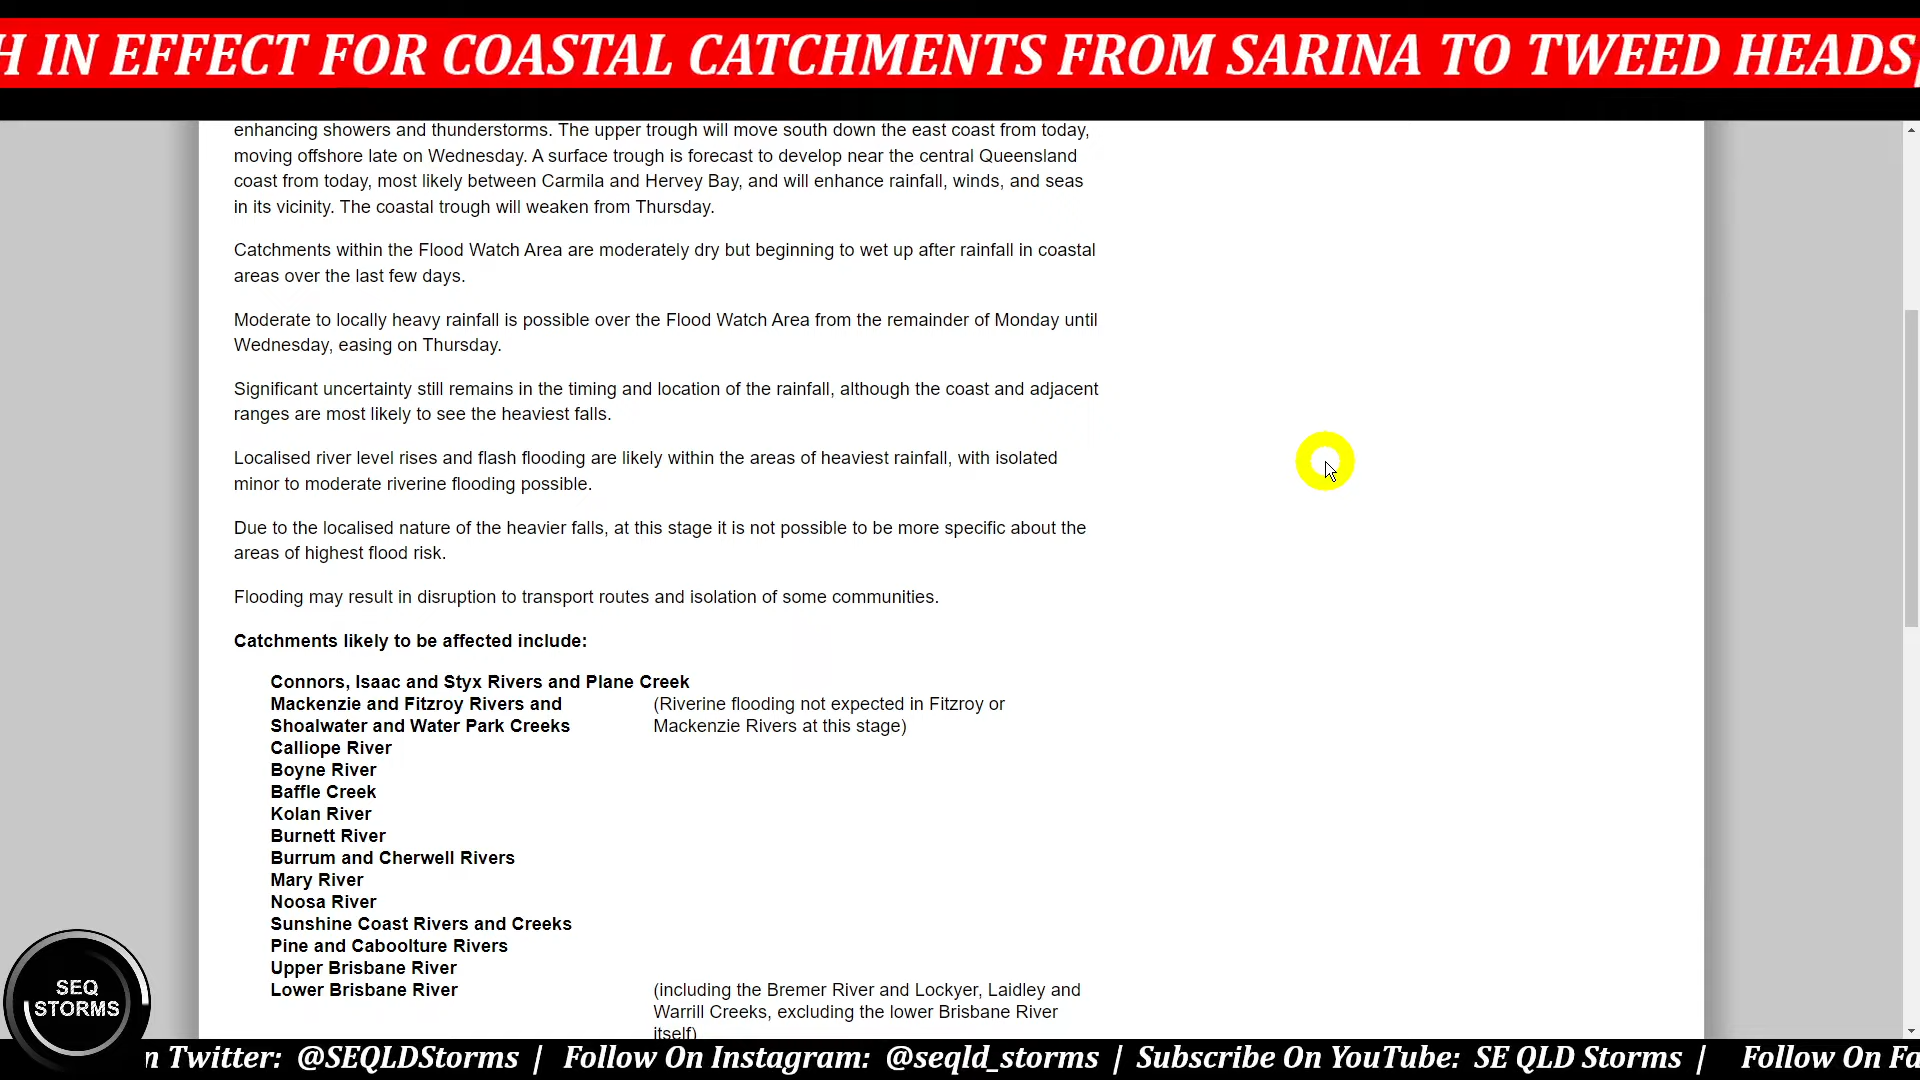 H IN EFFECT FOR COASTAL CATCHMENTS FROM SARINA TO TWEED HEADS
enhancing showers and thunderstorms. The upper trough will move south down the east coast from today,
moving offshore late on Wednesday. A surface trough is forecast to develop near the central Queensland
coast from today, most likely between Carmila and Hervey Bay, and will enhance rainfall, winds, and seas
in its vicinity. The coastal trough will weaken from Thursday.
Catchments within the Flood Watch Area are moderately dry but beginning to wet up after rainfall in coastal
areas over the last few days.
Moderate to locally heavy rainfall is possible over the Flood Watch Area from the remainder of Monday until
Wednesday, easing on Thursday.
Significant uncertainty still remains in the timing and location of the rainfall, although the coast and adjacent
ranges are most likely to see the heaviest falls.
Localised river level rises and flash flooding are likely within the areas of heaviest rainfall, with isolated
minor to moderate riverine flooding possible.
Due to the localised nature of the heavier falls, at this stage it is not possible to be more specific about the
areas of highest flood risk.
Flooding may result in disruption to transport routes and isolation of some communities.
Catchments likely to be affected include:
Connors, Isaac and Styx Rivers and Plane Creek
Mackenzie and Fitzroy Rivers and (Riverine flooding not expected in Fitzroy or
Shoalwater and Water Park Creeks Mackenzie Rivers at this stage)
Calliope River
Boyne River
Baffle Creek
Kolan River
Burnett River
Burrum and Cherwell Rivers
Mary River
Noosa River
Sunshine Coast Rivers and Creeks
Pine and Caboolture Rivers
Upper Brisbane River
Lower Brisbane River (including the Bremer River and Lockyer, Laidley and
Warrill Creeks, excluding the lower Brisbane River
itself)
SEQ
STORMS
n Twitter: @SEQLDStorms | Follow On Instagram: @seqld_storms | Subscribe On YouTube: SE QLD Storms | Follow On Fa